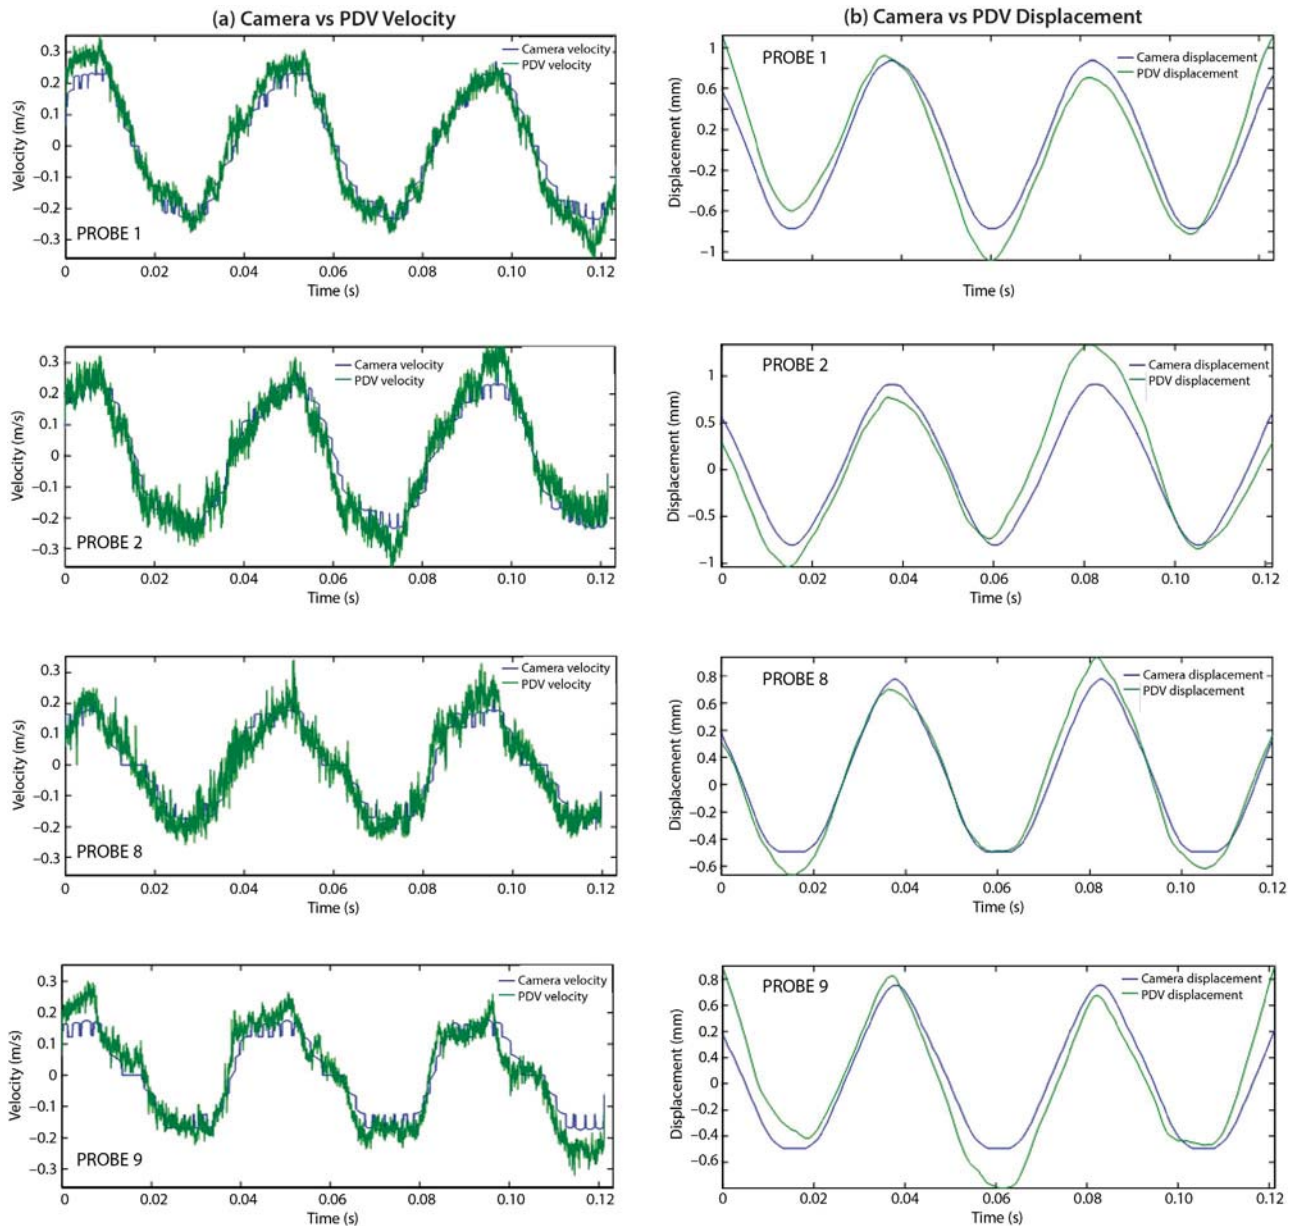 (a) Camera vs PDV Velocity
(b) Camera vs PDV Displacement
0.3
0.2
0.1
0
−0.1
−0.2
−0.3
Velocity (m/s)
Camera velocity
PDV velocity
PROBE 1
0 0.02 0.04 0.06 0.08 0.10 0.12
Time (s)
1
0.6
0.2
−0.2
−0.6
−1
Displacement (mm)
PROBE 1
Camera displacement
PDV displacement
Time (s)
0.3
0.2
0.1
0
−0.1
−0.2
−0.3
Velocity (m/s)
Camera velocity
PDV velocity
PROBE 2
0 0.02 0.04 0.06 0.08 0.10 0.12
Time (s)
1
0.5
0
−0.5
−1
Displacement (mm)
PROBE 2
Camera displacement
PDV displacement
0 0.02 0.04 0.06 0.08 0.10 0.12
Time (s)
0.3
0.2
0.1
0
−0.1
−0.2
−0.3
Velocity (m/s)
Camera velocity
PDV velocity
PROBE 8
0 0.02 0.04 0.06 0.08 0.10 0.12
Time (s)
0.8
0.6
0.2
0.4
0
−0.2
−0.4
−0.6
Displacement (mm)
PROBE 8
Camera displacement
PDV displacement
0 0.02 0.04 0.06 0.08 0.10 0.12
Time (s)
0.3
0.2
0.1
0
−0.1
−0.2
−0.3
Velocity (m/s)
Camera velocity
PDV velocity
PROBE 9
0 0.02 0.04 0.06 0.08 0.10 0.12
Time (s)
0.8
0.6
0.2
0.4
0
−0.2
−0.4
−0.6
Displacement (mm)
PROBE 9
Camera displacement
PDV displacement
0 0.02 0.04 0.06 0.08 0.10 0.12
Time (s)